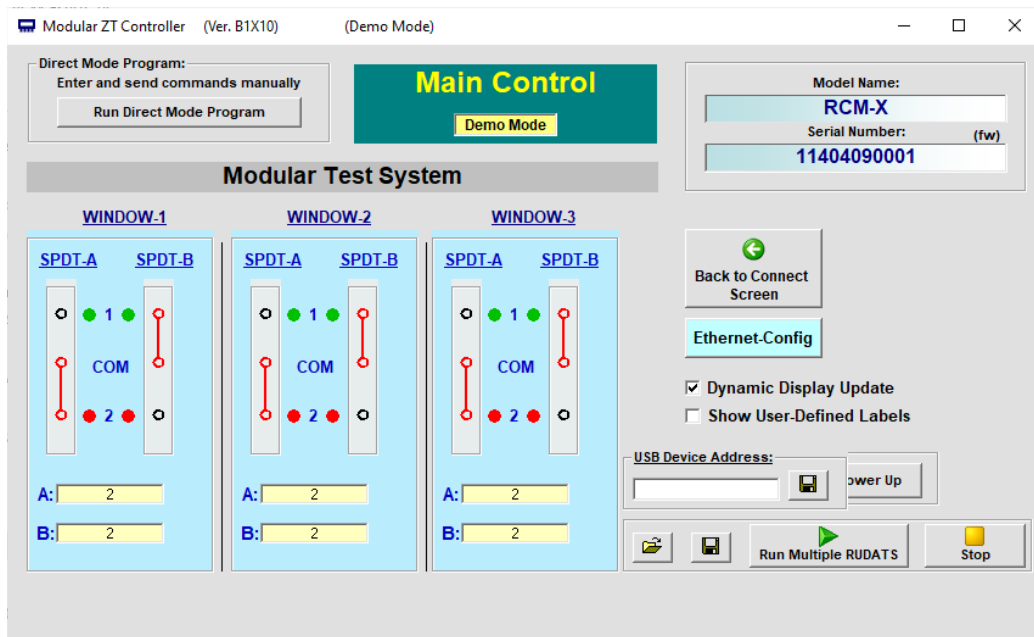 Modular ZT Controller (Ver. B1X10) (Demo Mode)
Direct Mode Program:
Enter and send commands manually
Run Direct Mode Program
Main Control
Demo Mode
Model Name:
RCM-X
Serial Number: (fw)
11404090001
Modular Test System
WINDOW-1 WINDOW-2 WINDOW-3
SPDT-A SPDT-B SPDT-A SPDT-B SPDT-A SPDT-B
1 1 1
COM COM COM
2 2 2
A: 2 A: 2 A: 2
B: 2 B: 2 B: 2
Back to Connect
Screen
Ethernet-Config
Dynamic Display Update
Show User-Defined Labels
USB Device Address:
ower Up
Run Multiple RUDATS
Stop